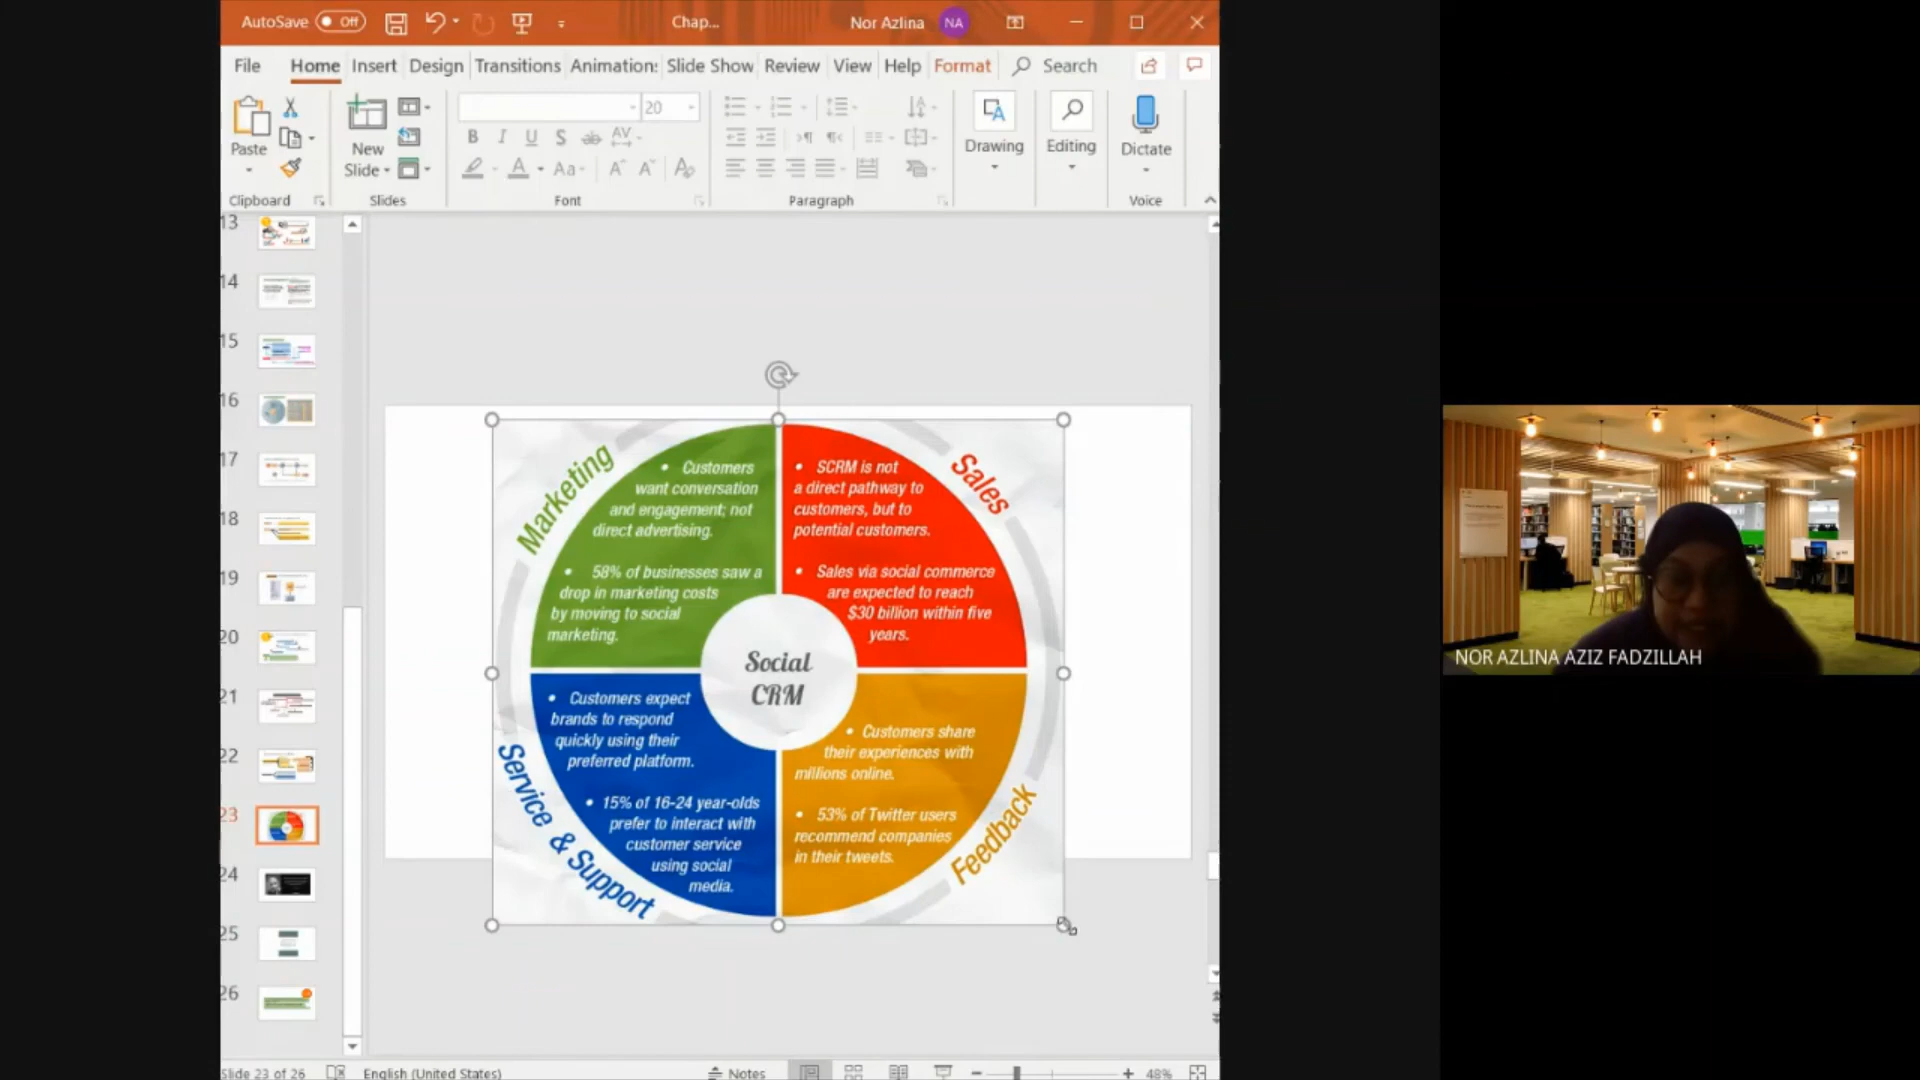 AutoSave Off Chap... Nor Azlina NA
File Home Insert Design Transitions Animation: Slide Show Review View Help Format Search
Paste
New
Slide
20
B I U S ab AV
A Aa A A A
Drawing
Editing
Dictate
Clipboard Slides Font Paragraph Voice
13
14
15
16
17
18
19
20
21
22
23
24
25
26
Marketing
• Customers
want conversation
and engagement; not
direct advertising.
• 58% of businesses saw a
drop in marketing costs
by moving to social
marketing.
Sales
• SCRM is not
a direct pathway to
customers, but to
potential customers.
• Sales via social commerce
are expected to reach
$30 billion within five
years.
Social
CRM
• Customers expect
brands to respond
quickly using their
preferred platform.
• 15% of 16-24 year-olds
prefer to interact with
customer service
using social
media.
Service & Support
• Customers share
their experiences with
millions online.
• 53% of Twitter users
recommend companies
in their tweets.
Feedback
Slide 23 of 26 English (United States) Notes 48%
NOR AZLINA AZIZ FADZILLAH